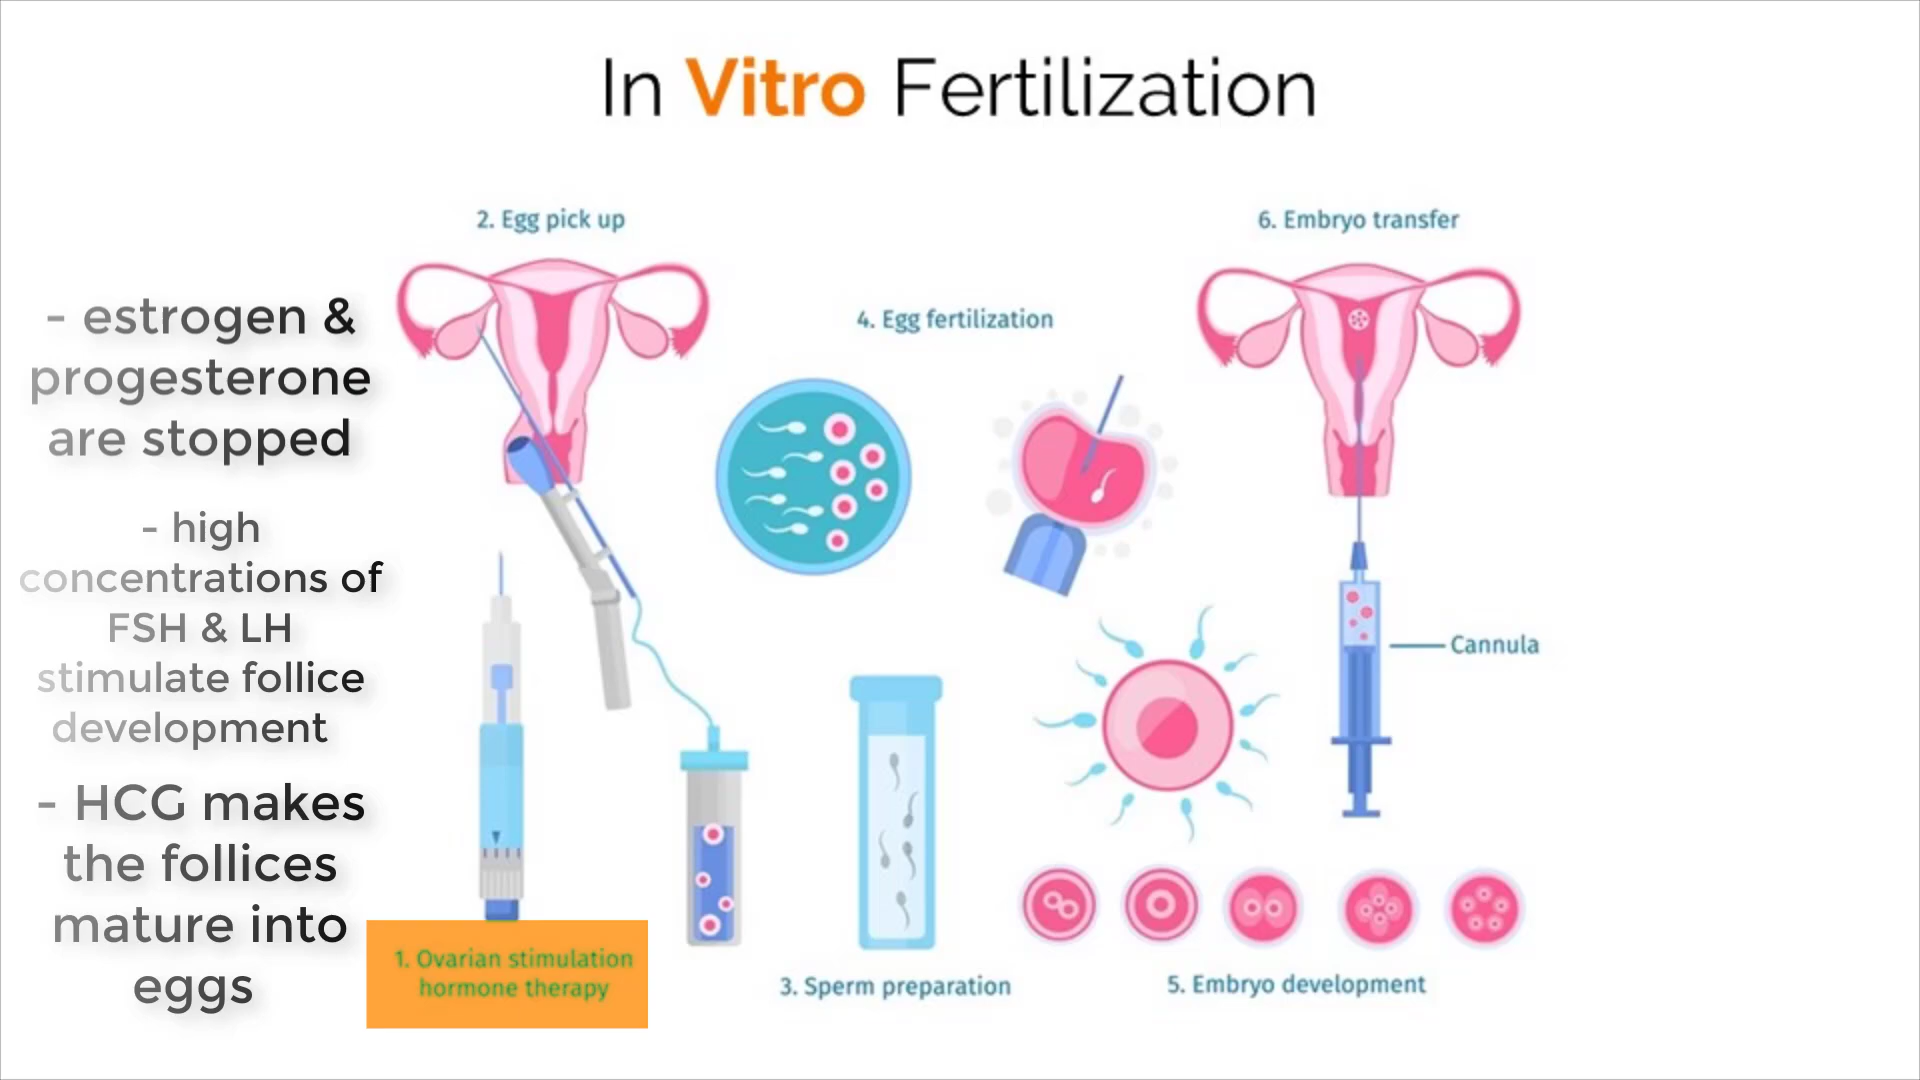 In Vitro Fertilization
2. Egg pick up
6. Embryo transfer
4. Egg fertilization
- estrogen &
progesterone
are stopped
- high
concentrations of
FSH & LH
stimulate follice
development
- HCG makes
the follices
mature into
eggs
Cannula
1. Ovarian stimulation
hormone therapy
3. Sperm preparation
5. Embryo development